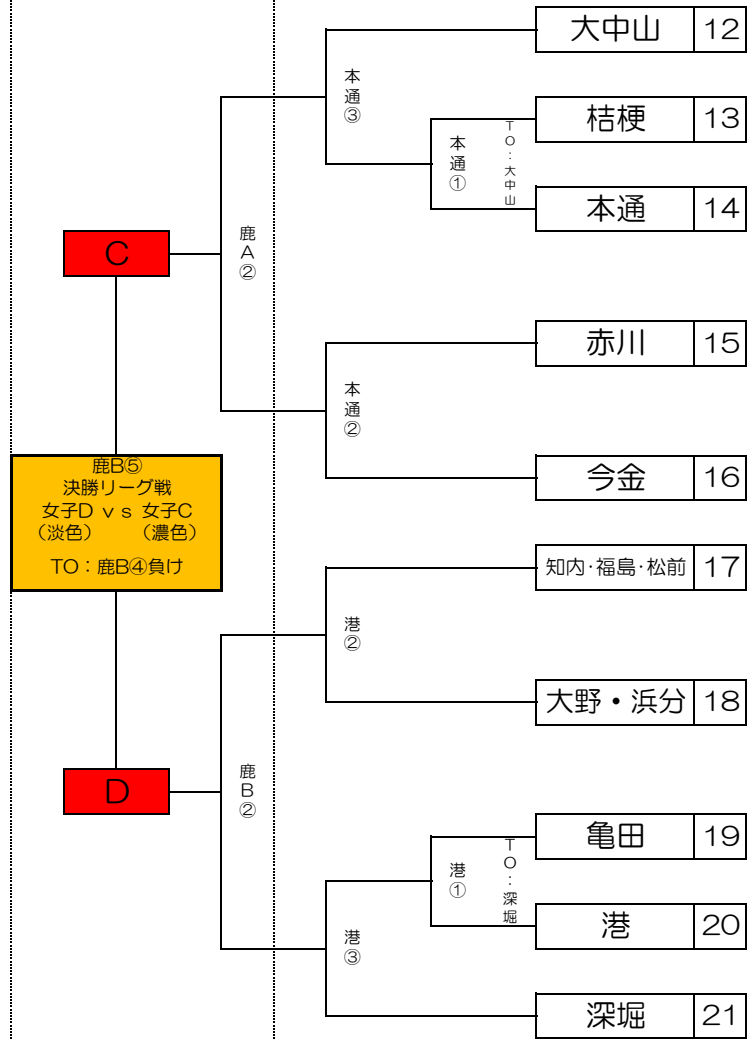 大中山 12
本通③
桔梗 13
本通①
TO：大中山
本通 14
鹿A②
C
赤川 15
本通②
今金 16
鹿B⑤
決勝リーグ戦
女子D ｖｓ 女子C
（淡色） （濃色）
TO：鹿B④負け
知内・福島・松前 17
港②
大野・浜分 18
鹿B②
D
亀田 19
港①
TO：深堀
港 20
港③
深堀 21